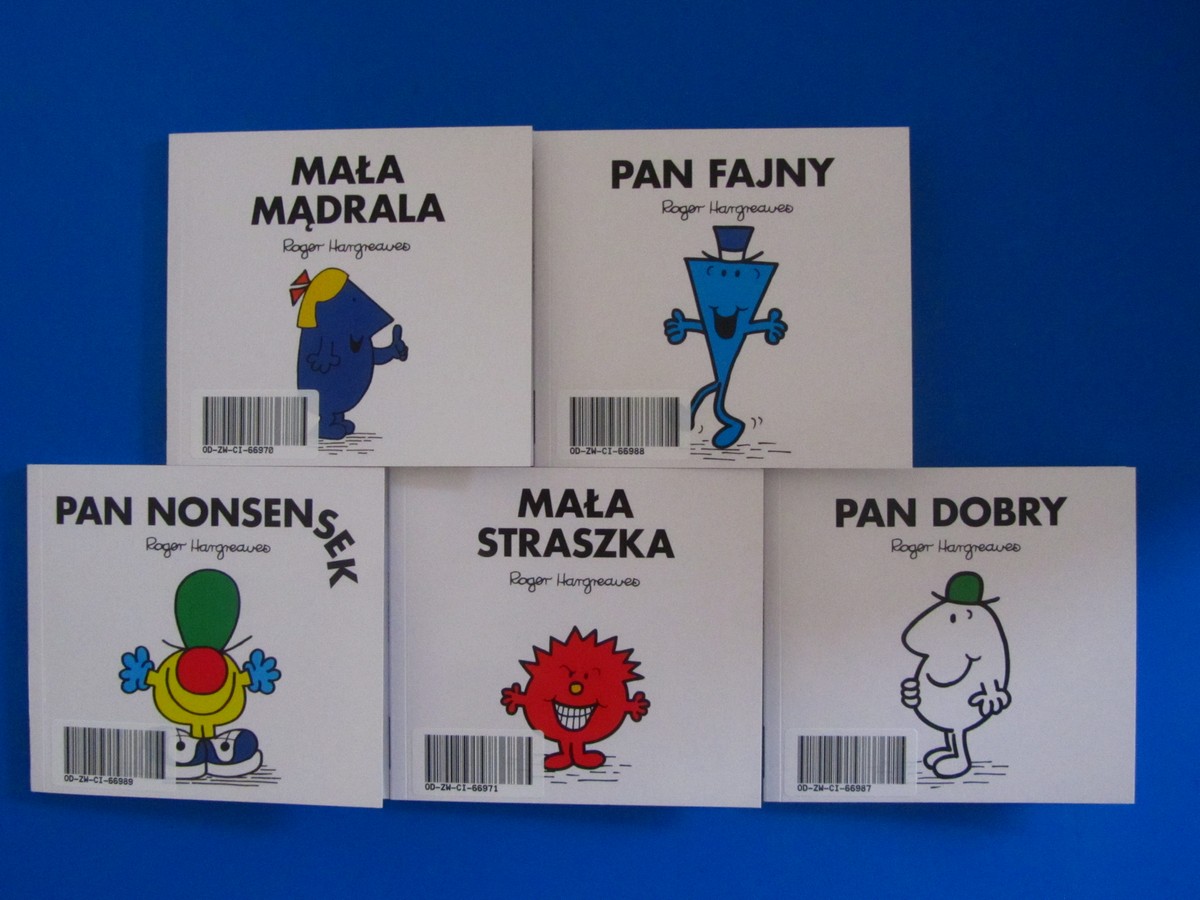 MAŁA
MĄDRALA
Roger Hargreaves
OD-ZW-CI-66970
PAN FAJNY
Roger Hargreaves
OD-ZW-CI-66988
PAN NONSENSEK
Roger Hargreaves
OD-ZW-CI-66989
MAŁA
STRASZKA
Roger Hargreaves
OD-ZW-CI-66971
PAN DOBRY
Roger Hargreaves
OD-ZW-CI-66987